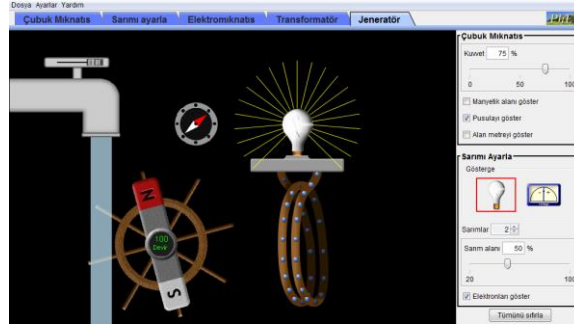 Dosya Ayarlar Yardım
Çubuk Mıknatıs Sarımı ayarla Elektromıknatıs Transformatör Jeneratör
Çubuk Mıknatıs
Kuvvet 75 %
0 50 100
Manyetik alanı göster
Pusulayı göster
Alan metreyi göster
N
100
Devir
S
Sarımı Ayarla
Gösterge
Sarımlar 2
Sarım alanı 50 %
20 100
Elektronları göster
Tümünü sıfırla